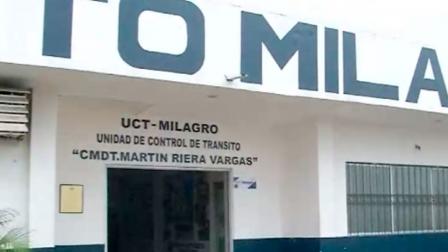 TO MILA
UCT-MILAGRO
UNIDAD DE CONTROL DE TRANSITO
"CMDT.MARTIN RIERA VARGAS"